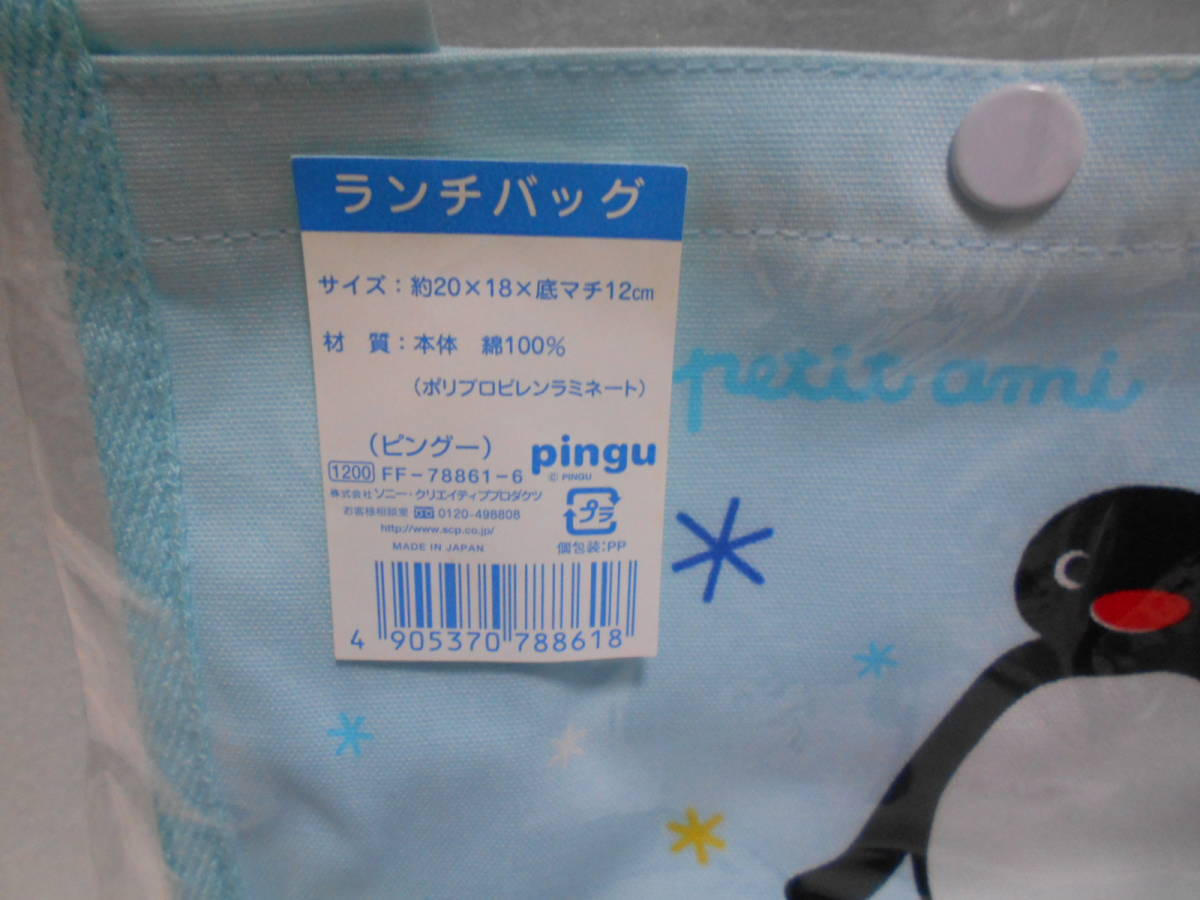 ランチバッグ
サイズ：約20×18×底マチ12cm
材　質：本体　綿100%
（ポリプロピレンラミネート）
（ピングー） pingu
© PINGU
1200 FF-78861-6
株式会社 ソニー・クリエイティブプロダクツ
お客様相談室 0120-498808
http://www.scp.co.jp/
MADE IN JAPAN
プラ
個包装:PP
4 905370 788618
petit ami